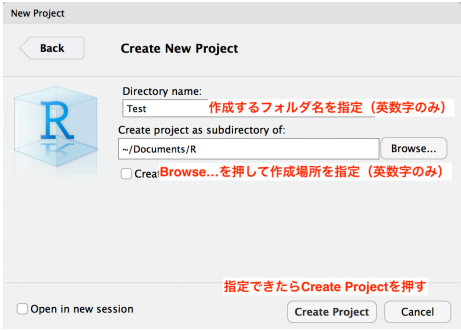 New Project
Back
Create New Project
R
Directory name:
Test
作成するフォルダ名を指定（英数字のみ）
Create project as subdirectory of:
~/Documents/R
Browse...
Browse...を押して作成場所を指定（英数字のみ）
指定できたらCreate Projectを押す
Open in new session
Create Project
Cancel